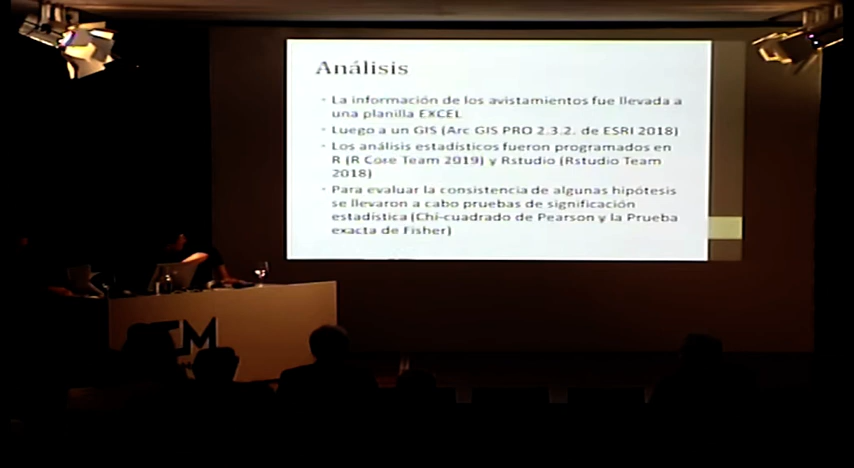 Análisis
La información de los avistamientos fue llevada a
una planilla EXCEL
Luego a un GIS (Arc GIS PRO 2.3.2. de ESRI 2018)
Los análisis estadísticos fueron programados en
R (R Core Team 2019) y Rstudio (Rstudio Team
2018)
Para evaluar la consistencia de algunas hipótesis
se llevaron a cabo pruebas de significación
estadística (Chi-cuadrado de Pearson y la Prueba
exacta de Fisher)